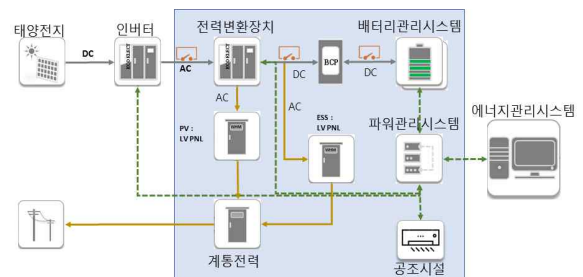 태양전지
인버터
전력변환장치
배터리관리시스템
DC
AC
DC
BCP
DC
AC
AC
PV :
LV PNL
ESS :
LV PNL
파워관리시스템
에너지관리시스템
계통전력
공조시설